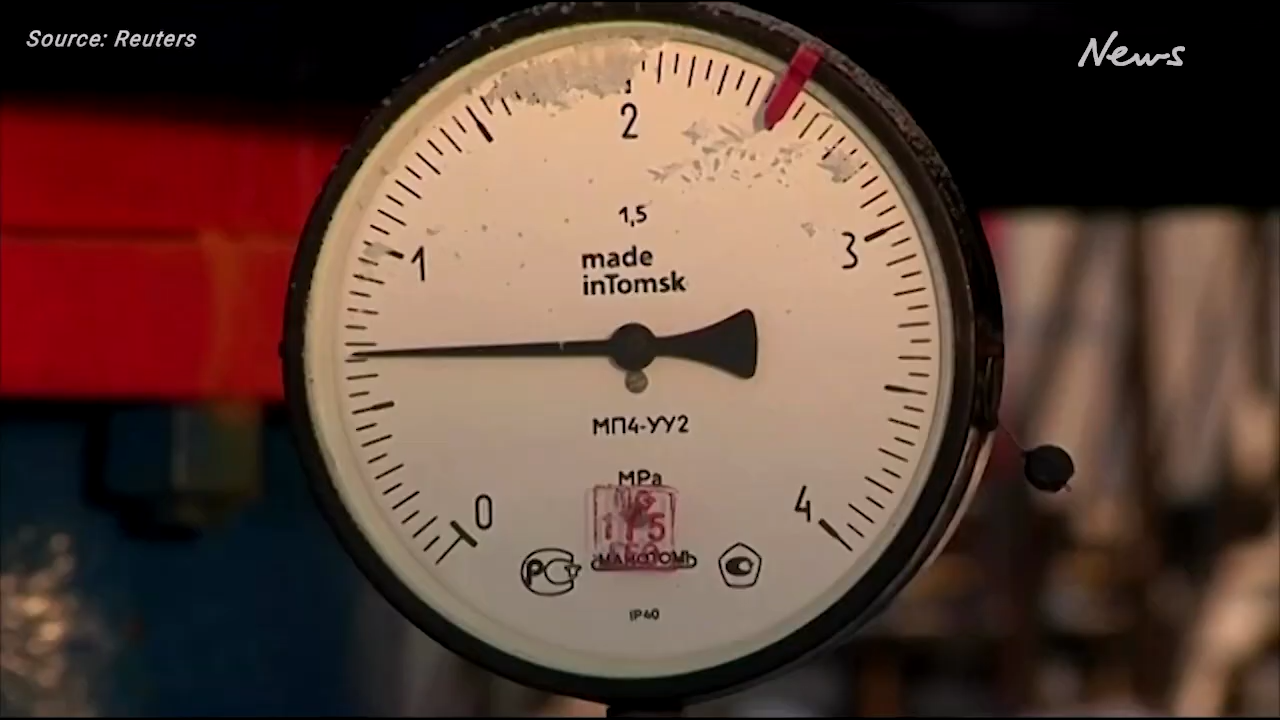 Source: Reuters
News
2
1,5
made
inTomsk
1
3
МП4-УУ2
MPa
0
4
МАНОТОМЬ
IP40